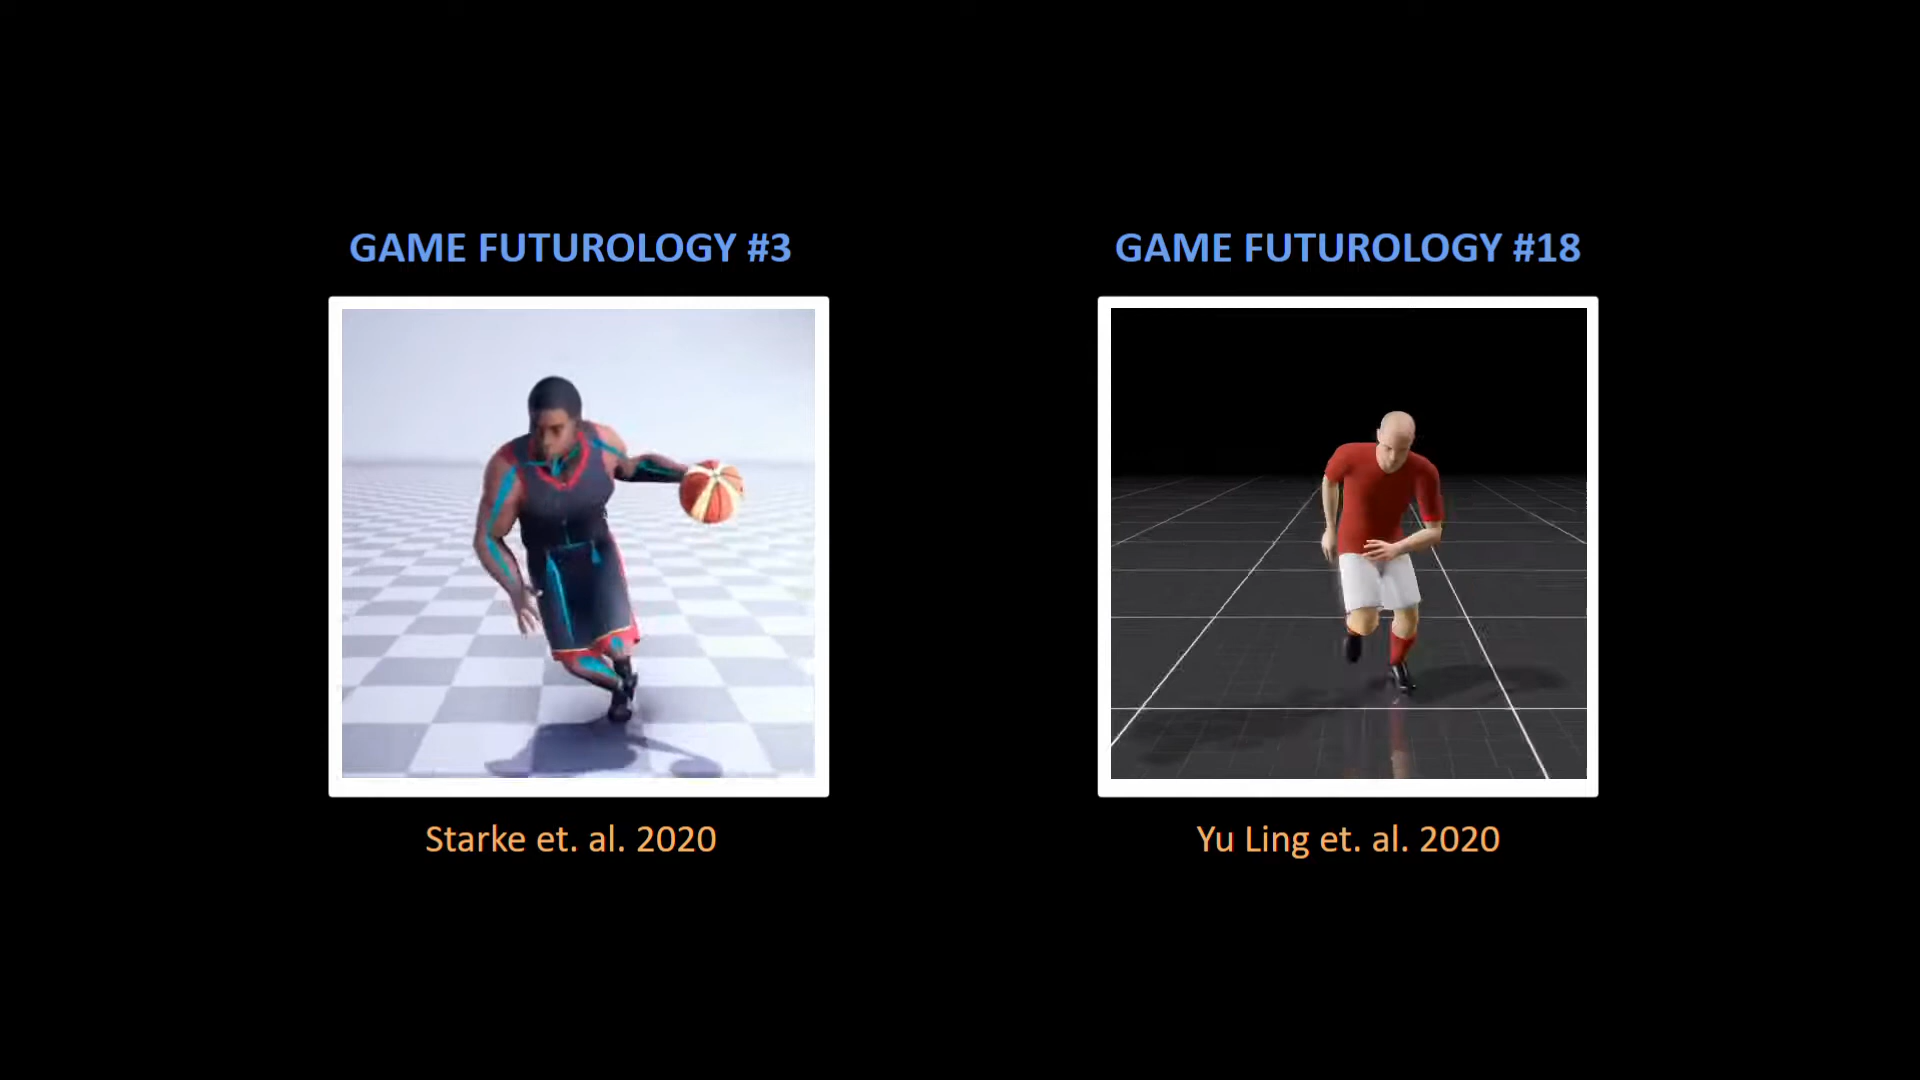 GAME FUTUROLOGY #3
GAME FUTUROLOGY #18
Starke et. al. 2020
Yu Ling et. al. 2020